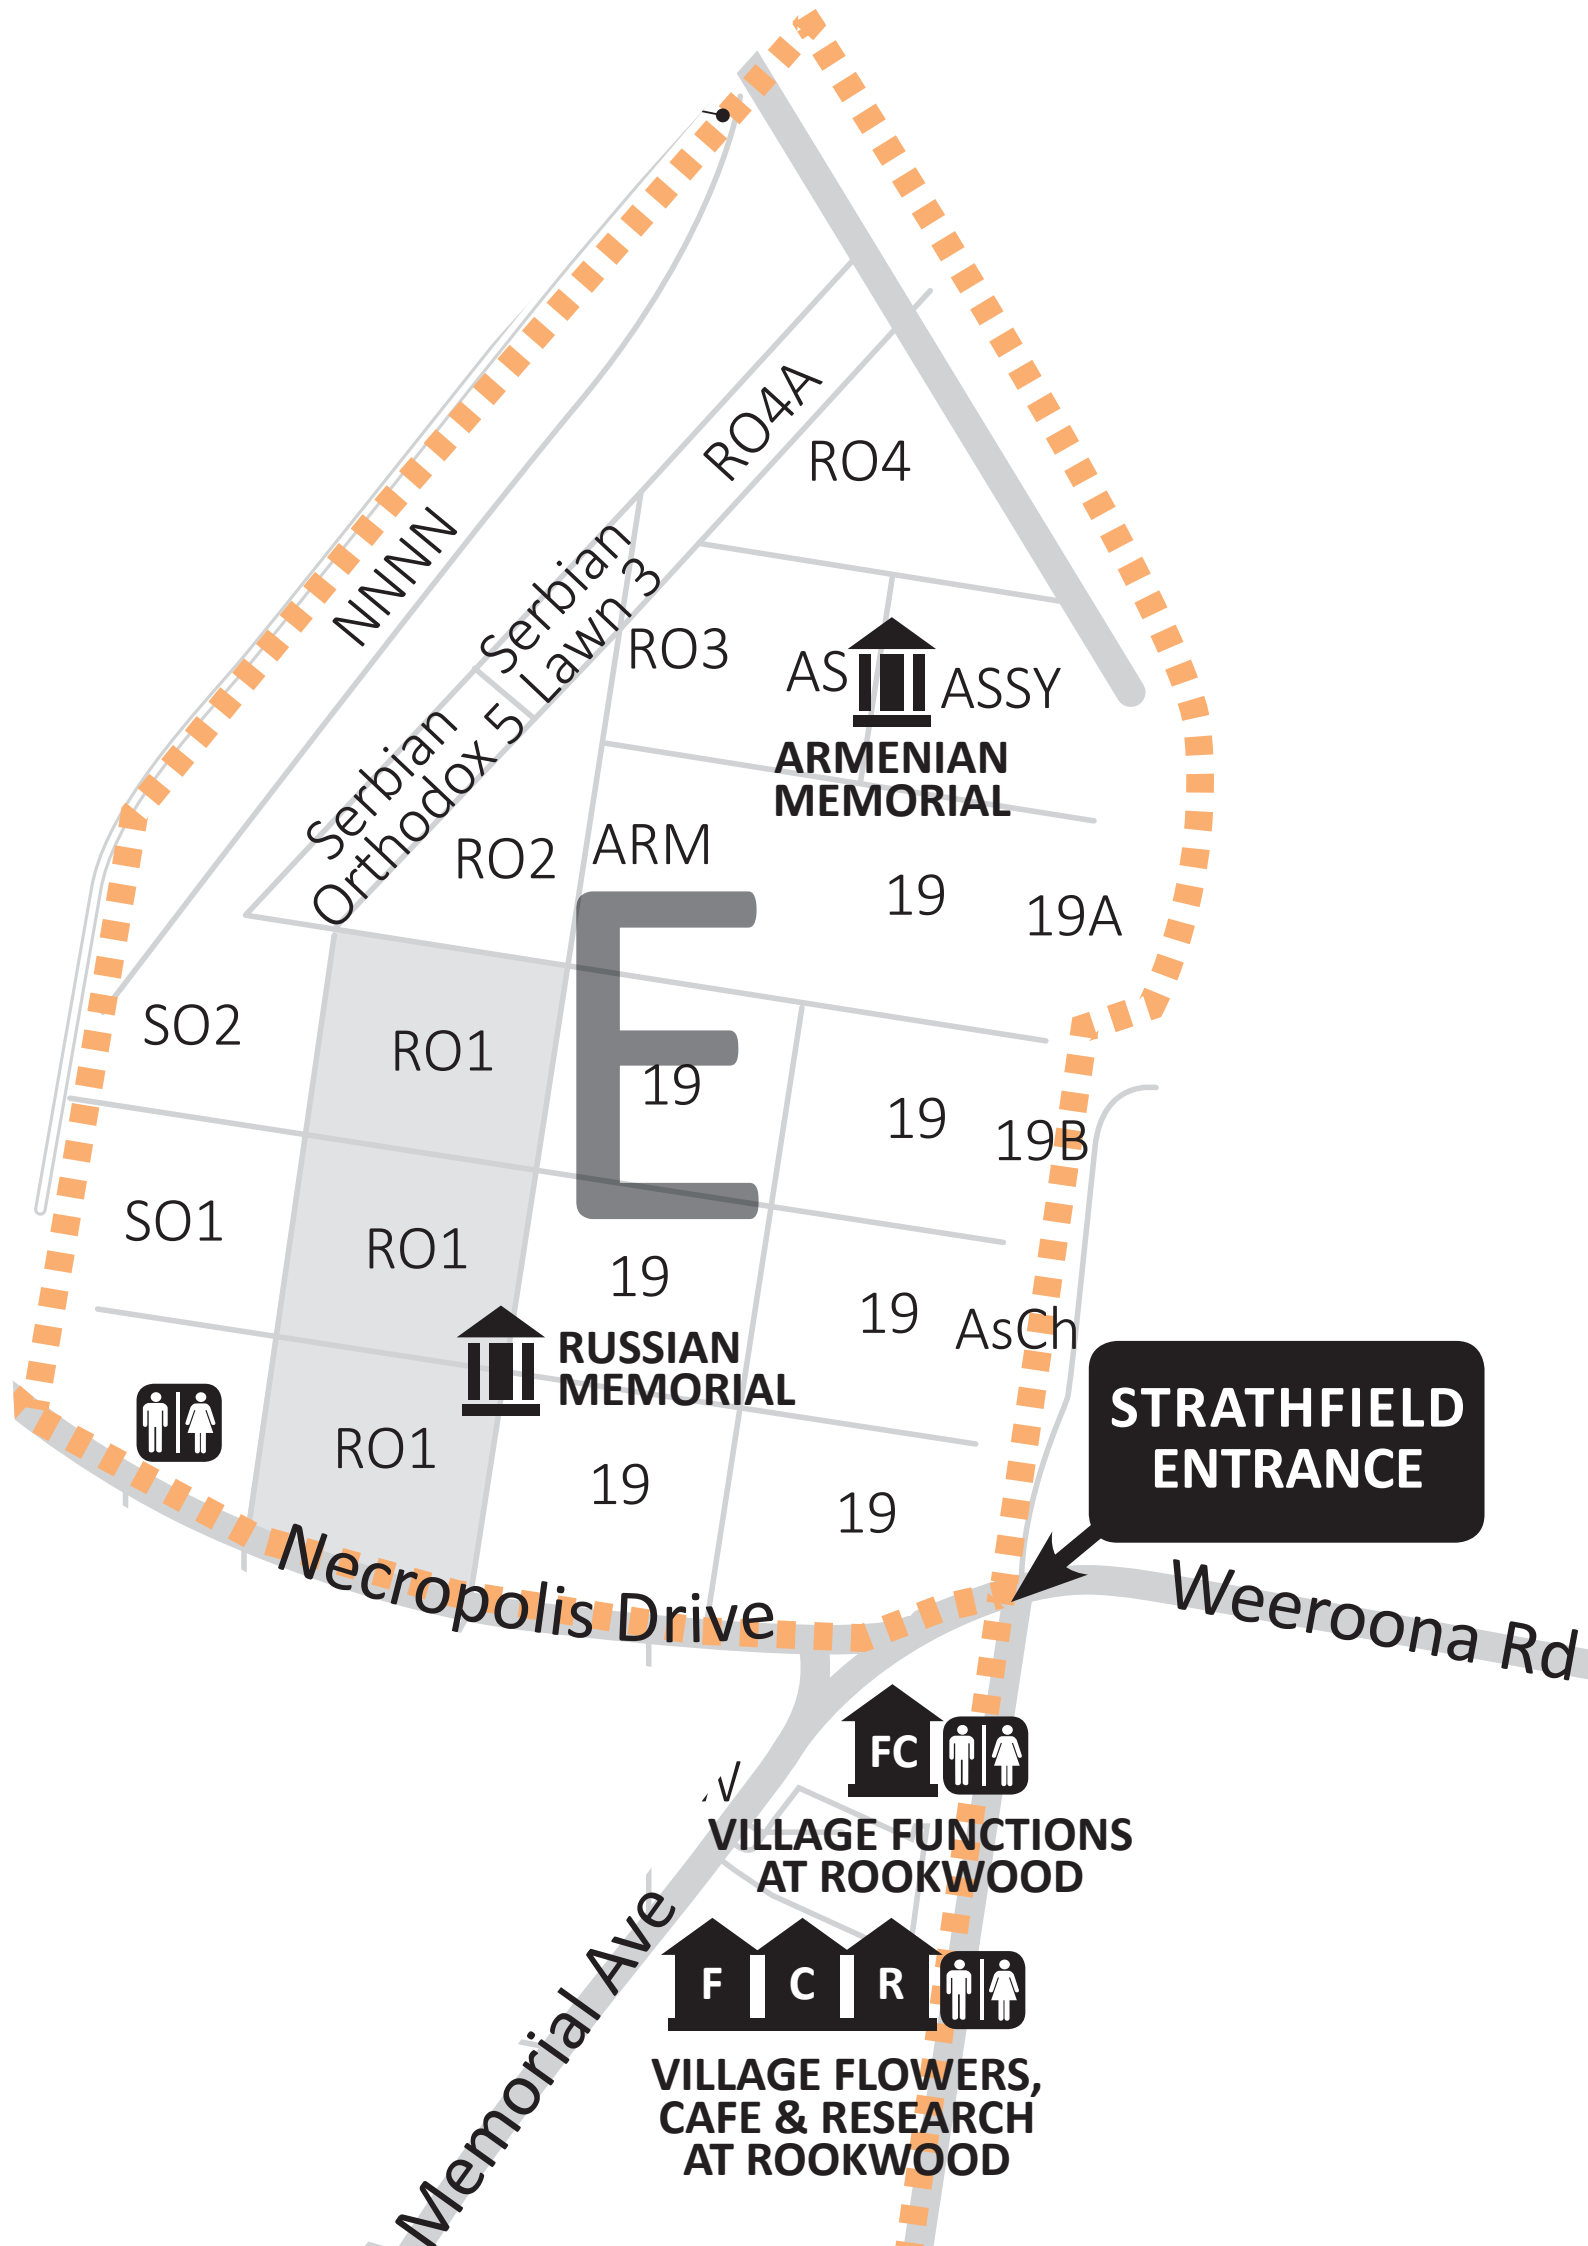 RO4A
RO4
NNNN
Serbian
Lawn 3
RO3
AS
ASSY
ARMENIAN
MEMORIAL
Serbian
Orthodox 5
RO2
ARM
19
19A
E
SO2
RO1
19
19
19B
SO1
RO1
19
19
AsCh
RUSSIAN
MEMORIAL
STRATHFIELD
ENTRANCE
RO1
19
19
Necropolis Drive
Weeroona Rd
FC
VILLAGE FUNCTIONS
AT ROOKWOOD
Memorial Ave
F C R
VILLAGE FLOWERS,
CAFE & RESEARCH
AT ROOKWOOD